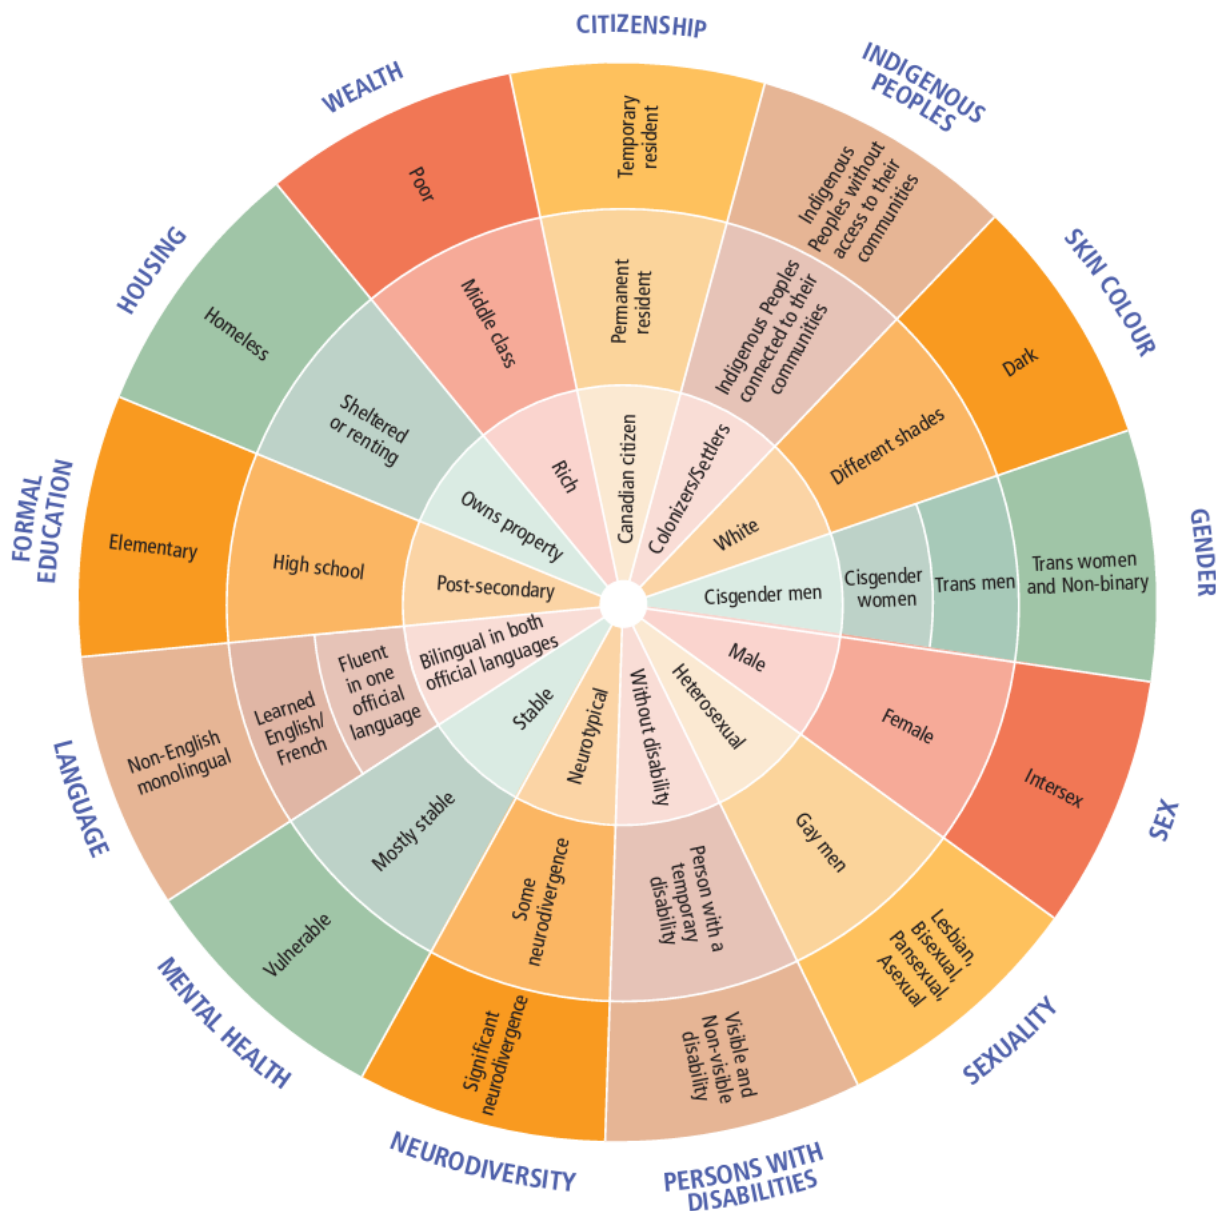 CITIZENSHIP
Temporary
resident
Permanent
resident
Canadian citizen
INDIGENOUS
PEOPLES
Indigenous
Peoples without
access to their
communities
Indigenous Peoples
connected to their
communities
Colonizers/Settlers
SKIN COLOUR
Dark
Different shades
White
GENDER
Trans women
and Non-binary
Trans men
Cisgender
women
Cisgender men
SEX
Intersex
Female
Male
SEXUALITY
Lesbian,
Bisexual,
Pansexual,
Asexual
Gay men
Heterosexual
PERSONS WITH
DISABILITIES
Visible and
Non-visible
disability
Person with a
temporary
disability
Without disability
NEURODIVERSITY
Significant
neurodivergence
Some
neurodivergence
Neurotypical
MENTAL HEALTH
Vulnerable
Mostly stable
Stable
LANGUAGE
Non-English
monolingual
Learned
English/
French
Fluent
in one
official
language
Bilingual in both
official languages
FORMAL
EDUCATION
Elementary
High school
Post-secondary
HOUSING
Homeless
Sheltered
or renting
Owns property
WEALTH
Poor
Middle class
Rich